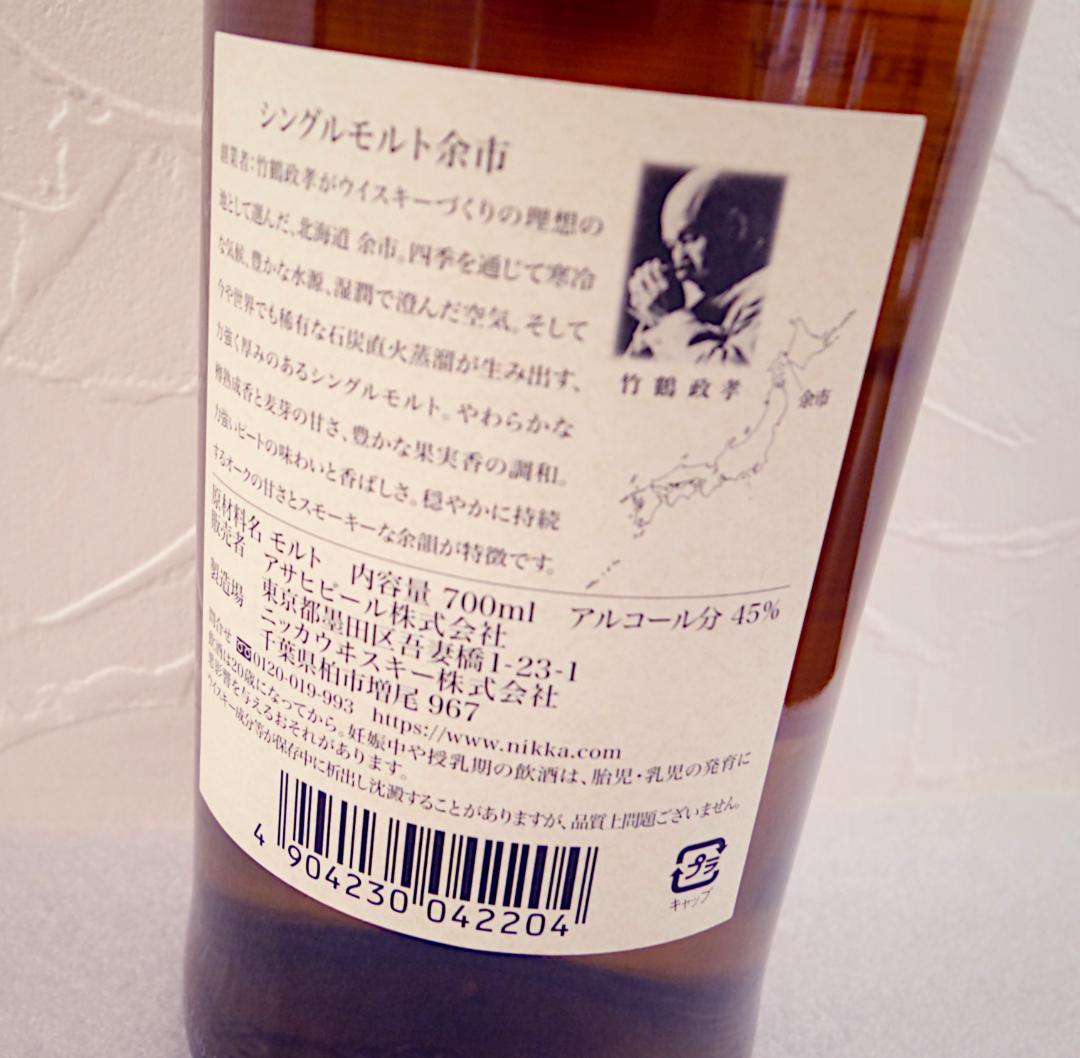 シングルモルト余市
創業者:竹鶴政孝がウイスキーづくりの理想の
地として選んだ、北海道 余市。四季を通じて寒冷
な気候、豊かな水源、湿潤で澄んだ空気。そして
今や世界でも稀有な石炭直火蒸溜が生み出す、
力強く厚みのあるシングルモルト。やわらかな
樽熟成香と麦芽の甘さ、豊かな果実香の調和。
力強いピートの味わいと香ばしさ。穏やかに持続
するオークの甘さとスモーキーな余韻が特徴です。
竹鶴政孝
余市
原材料名 モルト 内容量 700ml アルコール分 45%
販売者 アサヒビール株式会社
東京都墨田区吾妻橋1-23-1
製造場 ニッカウヰスキー株式会社
千葉県柏市増尾 967
問合せ 0120-019-993 https://www.nikka.com
飲酒は20歳になってから。妊娠中や授乳期の飲酒は、胎児・乳児の発育に
悪影響を与えるおそれがあります。
ウイスキー成分等が保存中に析出し沈澱することがありますが、品質上問題ございません。
4 904230 042204
プラ
キャップ